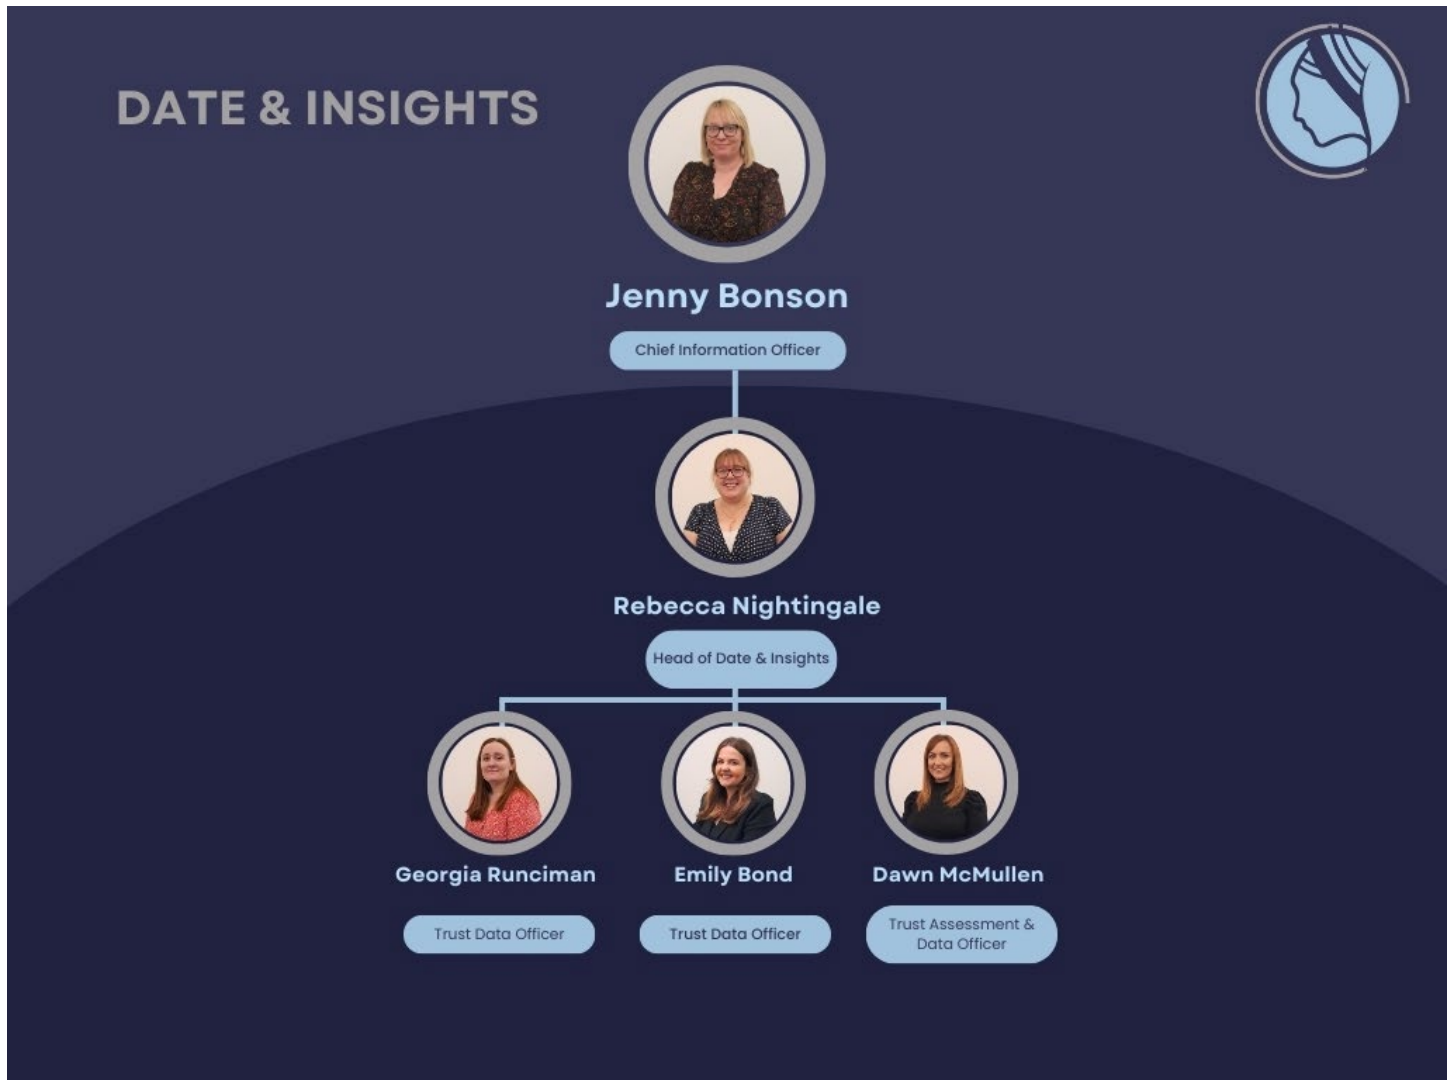 DATE & INSIGHTS
Jenny Bonson
Chief Information Officer
Rebecca Nightingale
Head of Date & Insights
Georgia Runciman
Emily Bond
Dawn McMullen
Trust Data Officer
Trust Data Officer
Trust Assessment &
Data Officer